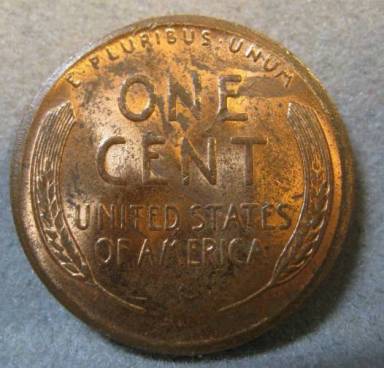 E · PLURIBUS · UNUM
ONE
CENT
UNITED STATES
OF AMERICA